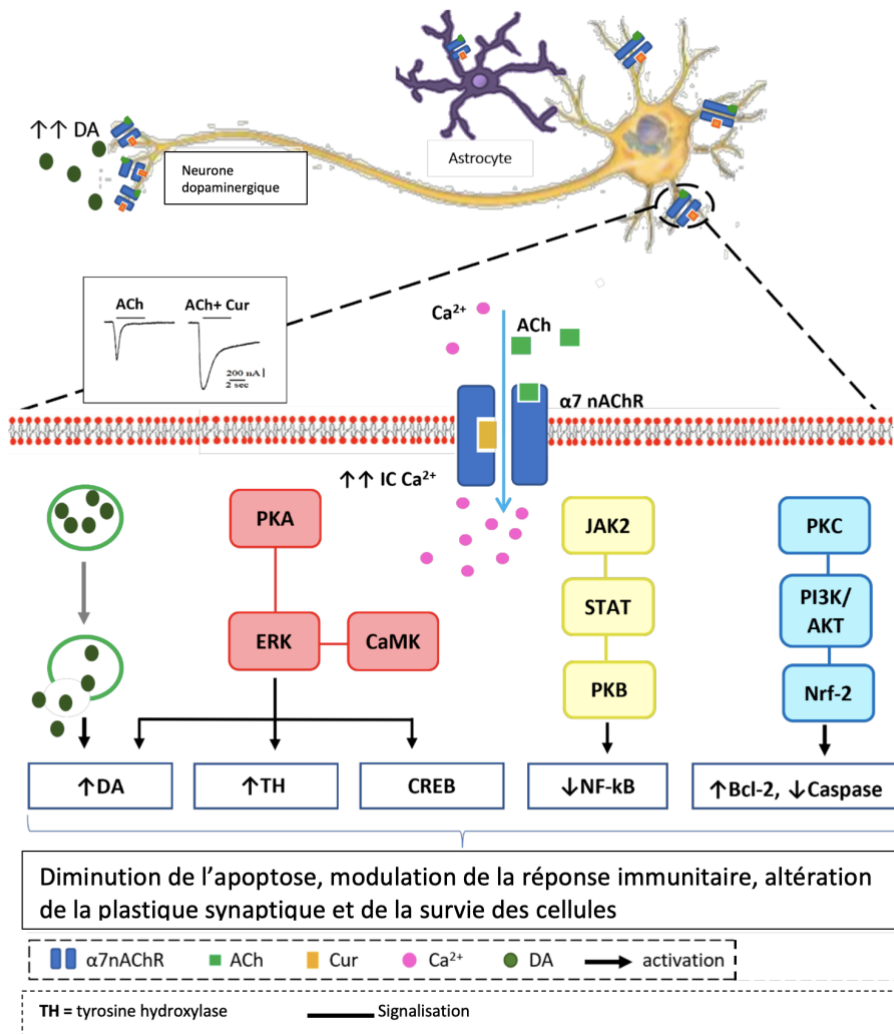 ↑↑ DA
Neurone
dopaminergique
Astrocyte
ACh
ACh+ Cur
200 nA
2 sec
Ca²⁺
ACh
α7 nAChR
↑↑ IC Ca²⁺
PKA
ERK
CaMK
JAK2
STAT
PKB
PKC
PI3K/
AKT
Nrf-2
↑DA
↑TH
CREB
↓NF-kB
↑Bcl-2, ↓Caspase
Diminution de l’apoptose, modulation de la réponse immunitaire, altération
de la plastique synaptique et de la survie des cellules
α7nAChR
ACh
Cur
Ca²⁺
DA
activation
TH = tyrosine hydroxylase
Signalisation